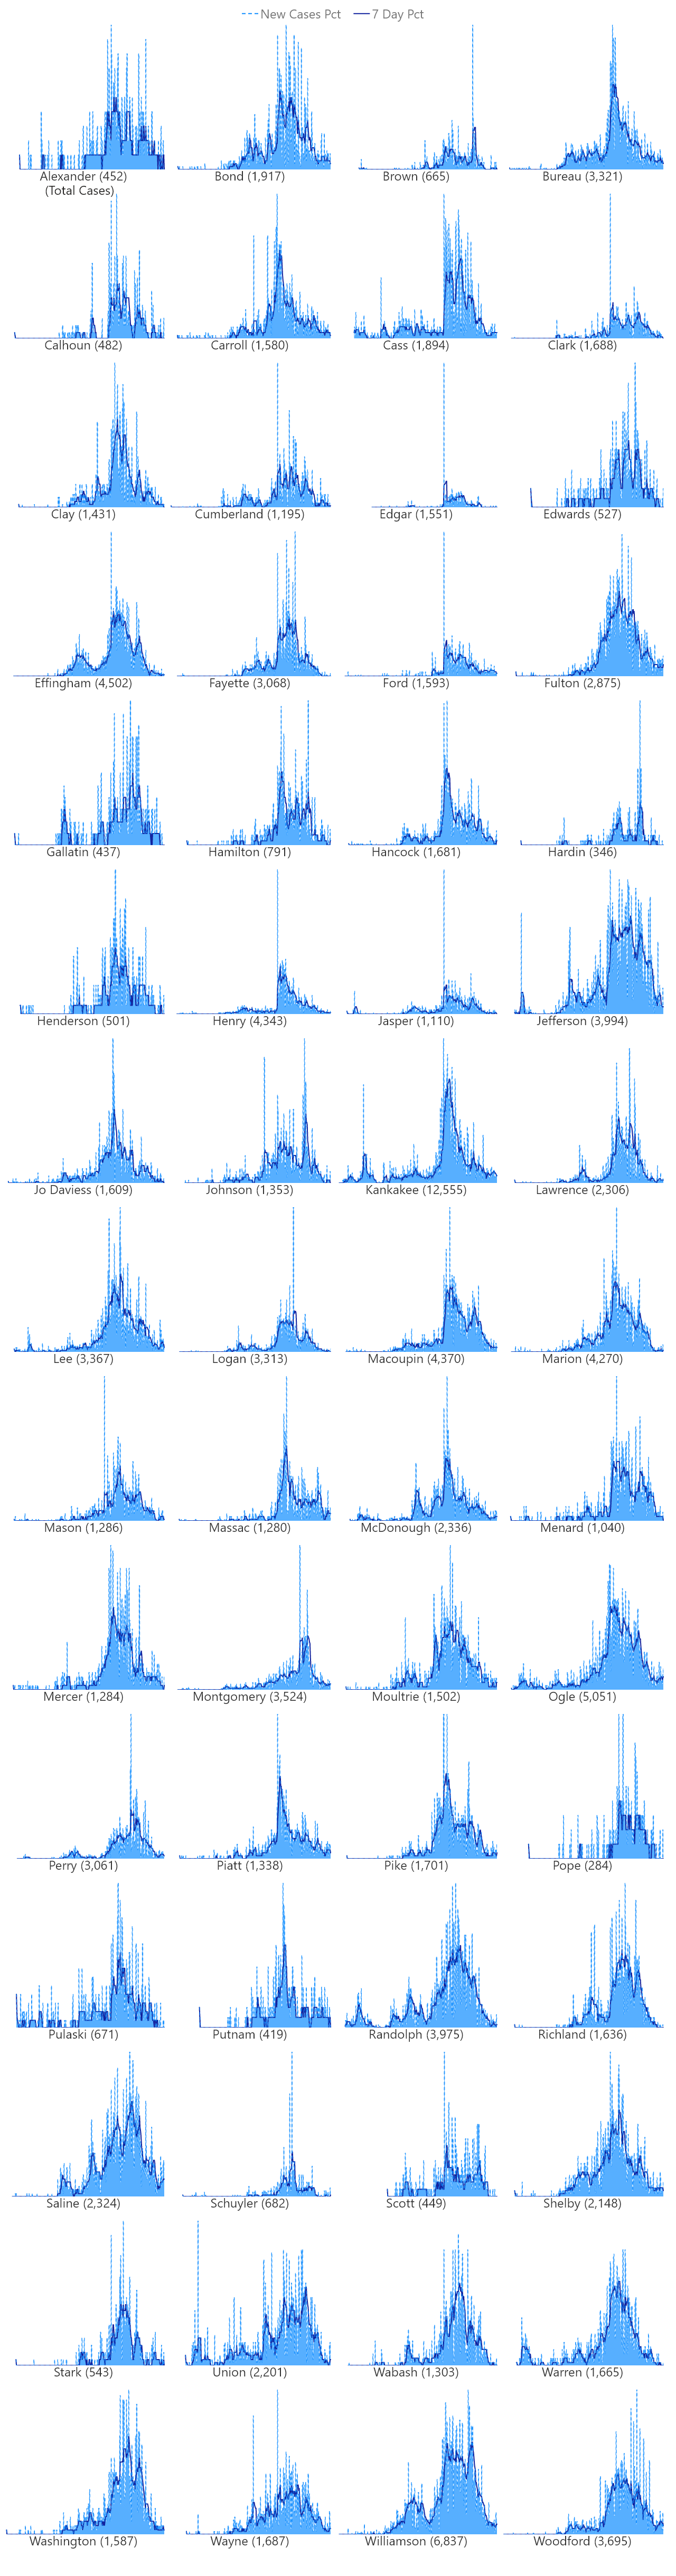 New Cases Pct 7 Day Pct
Alexander (452) Bond (1,917) Brown (665) Bureau (3,321)
(Total Cases)
Calhoun (482) Carroll (1,580) Cass (1,894) Clark (1,688)
Clay (1,431) Cumberland (1,195) Edgar (1,551) Edwards (527)
Effingham (4,502) Fayette (3,068) Ford (1,593) Fulton (2,875)
Gallatin (437) Hamilton (791) Hancock (1,681) Hardin (346)
Henderson (501) Henry (4,343) Jasper (1,110) Jefferson (3,994)
Jo Daviess (1,609) Johnson (1,353) Kankakee (12,555) Lawrence (2,306)
Lee (3,367) Logan (3,313) Macoupin (4,370) Marion (4,270)
Mason (1,286) Massac (1,280) McDonough (2,336) Menard (1,040)
Mercer (1,284) Montgomery (3,524) Moultrie (1,502) Ogle (5,051)
Perry (3,061) Piatt (1,338) Pike (1,701) Pope (284)
Pulaski (671) Putnam (419) Randolph (3,975) Richland (1,636)
Saline (2,324) Schuyler (682) Scott (449) Shelby (2,148)
Stark (543) Union (2,201) Wabash (1,303) Warren (1,665)
Washington (1,587) Wayne (1,687) Williamson (6,837) Woodford (3,695)